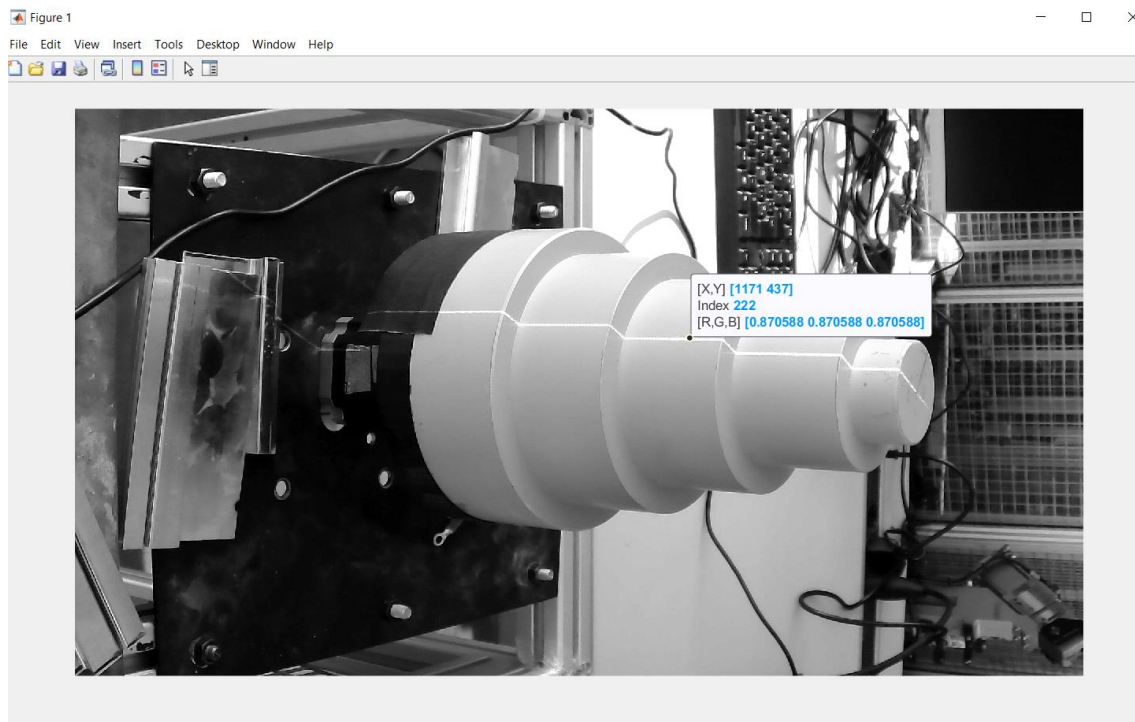 Figure 1
File Edit View Insert Tools Desktop Window Help
[X,Y] [1171 437]
Index 222
[R,G,B] [0.870588 0.870588 0.870588]